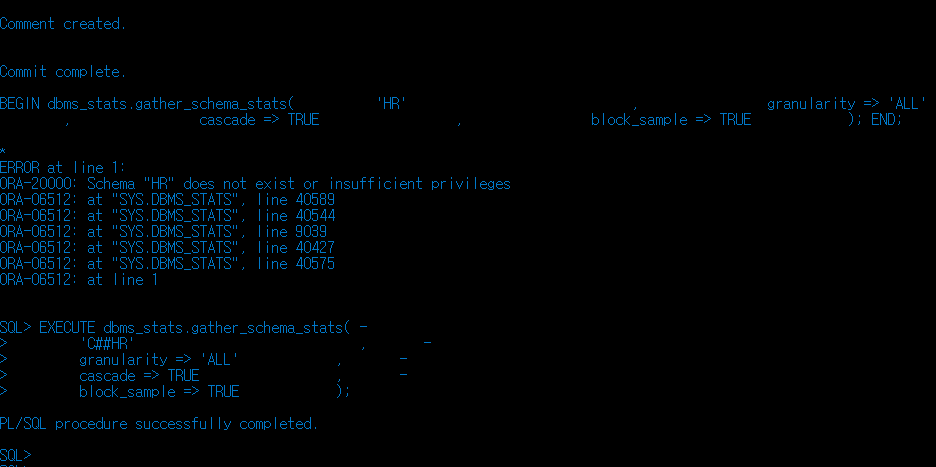 Comment created.
Commit complete.
BEGIN dbms_stats.gather_schema_stats( 'HR' , granularity => 'ALL'
, cascade => TRUE , block_sample => TRUE ); END;
*
ERROR at line 1:
ORA-20000: Schema "HR" does not exist or insufficient privileges
ORA-06512: at "SYS.DBMS_STATS", line 40589
ORA-06512: at "SYS.DBMS_STATS", line 40544
ORA-06512: at "SYS.DBMS_STATS", line 9039
ORA-06512: at "SYS.DBMS_STATS", line 40427
ORA-06512: at "SYS.DBMS_STATS", line 40575
ORA-06512: at line 1
SQL> EXECUTE dbms_stats.gather_schema_stats( -
> 'C##HR' , -
> granularity => 'ALL' , -
> cascade => TRUE , -
> block_sample => TRUE );
PL/SQL procedure successfully completed.
SQL>